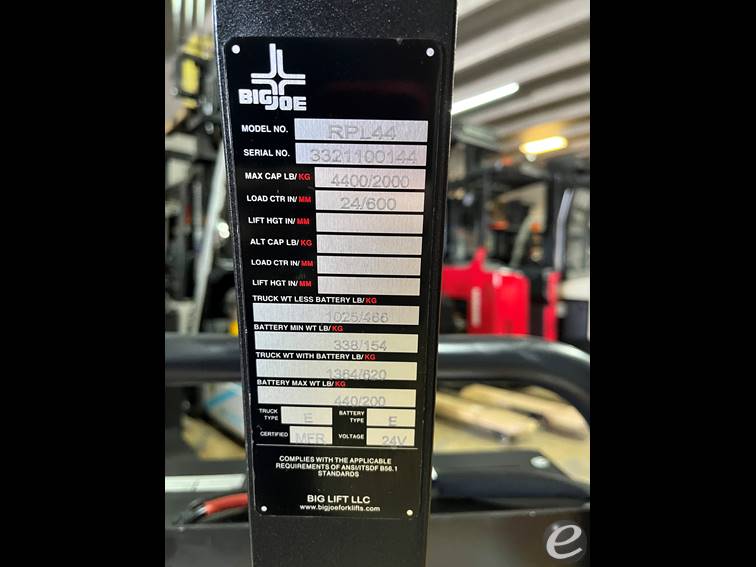 BIG JOE
MODEL NO. RPL44
SERIAL NO. 3321100144
MAX CAP LB/KG 4400/2000
LOAD CTR IN/MM 24/600
LIFT HGT IN/MM
ALT CAP LB/KG
LOAD CTR IN/MM
LIFT HGT IN/MM
TRUCK WT LESS BATTERY LB/KG
1025/466
BATTERY MIN WT LB/KG
338/154
TRUCK WT WITH BATTERY LB/KG
1364/620
BATTERY MAX WT LB/KG
440/200
TRUCK TYPE E BATTERY TYPE E
CERTIFIED MFR VOLTAGE 24V
COMPLIES WITH THE APPLICABLE
REQUIREMENTS OF ANSI/ITSDF B56.1
STANDARDS
BIG LIFT LLC
www.bigjoeforklifts.com
e